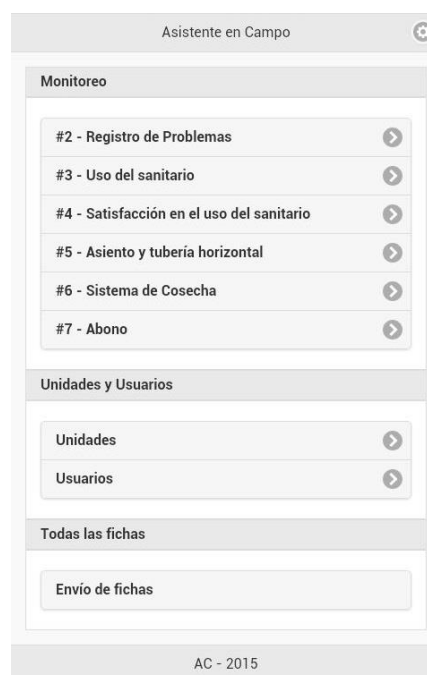 Asistente en Campo
Monitoreo
#2 - Registro de Problemas
#3 - Uso del sanitario
#4 - Satisfacción en el uso del sanitario
#5 - Asiento y tubería horizontal
#6 - Sistema de Cosecha
#7 - Abono
Unidades y Usuarios
Unidades
Usuarios
Todas las fichas
Envío de fichas
AC - 2015